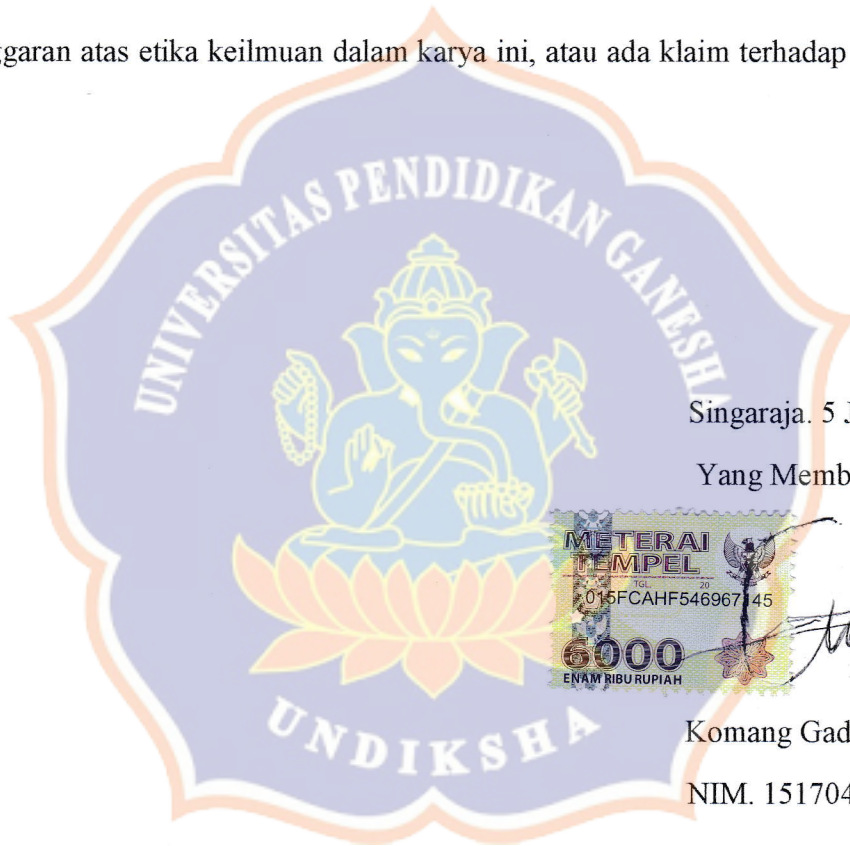 ggaran atas etika keilmuan dalam karya ini, atau ada klaim terhadap
UNIVERSITAS PENDIDIKAN GANESHA
Singaraja. 5 J
Yang Memb
METERAI
TEMPEL
TGL. 20
015FCAHF546967145
6000
ENAM RIBU RUPIAH
UNDIKSHA
Komang Gad
NIM. 151704